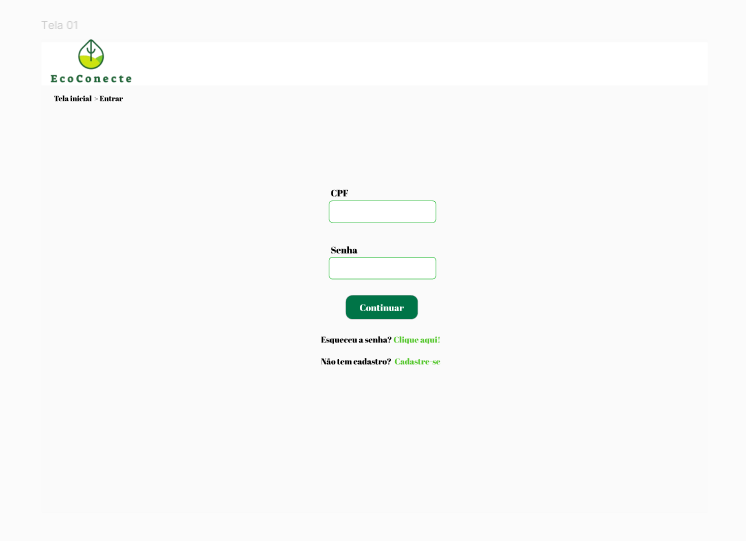 Tela 01
EcoConecte
Tela inicial > Entrar
CPF
Senha
Continuar
Esqueceu a senha? Clique aqui!
Não tem cadastro? Cadastre-se